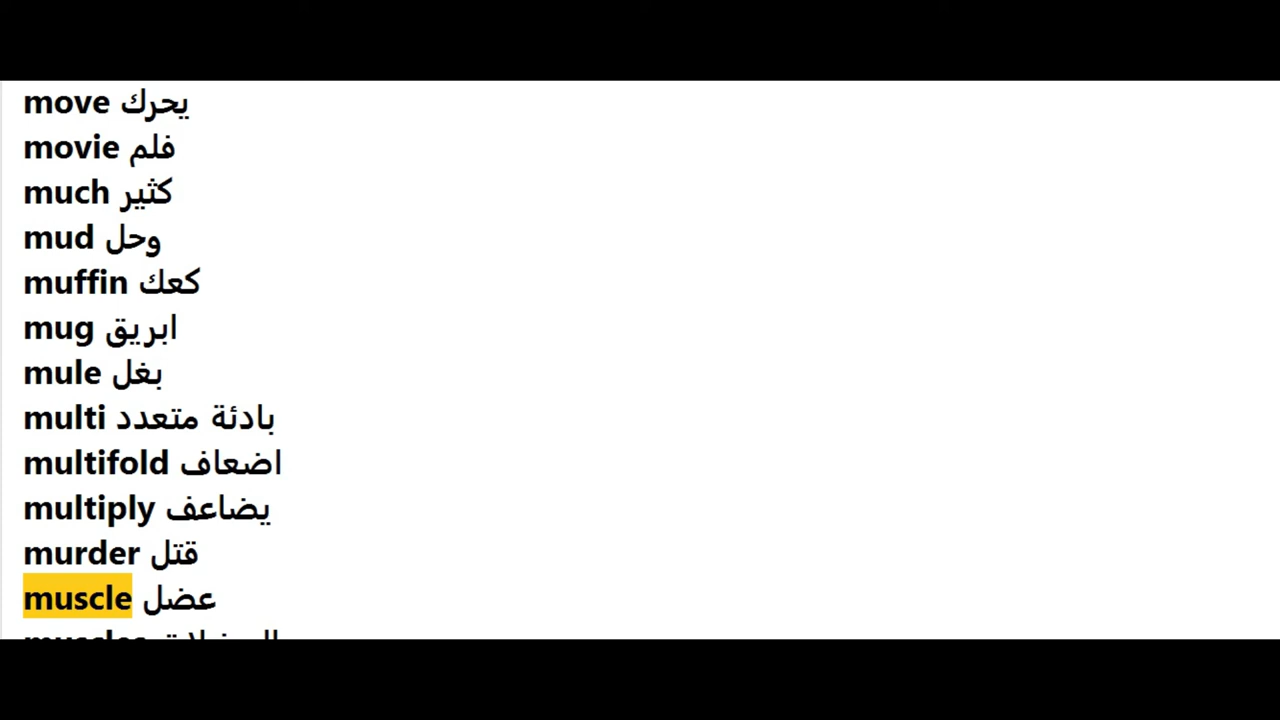 move يحرك
movie فلم
much كثير
mud وحل
muffin كعك
mug ابريق
mule بغل
multi بادئة متعدد
multifold اضعاف
multiply يضاعف
murder قتل
muscle عضل
muscles